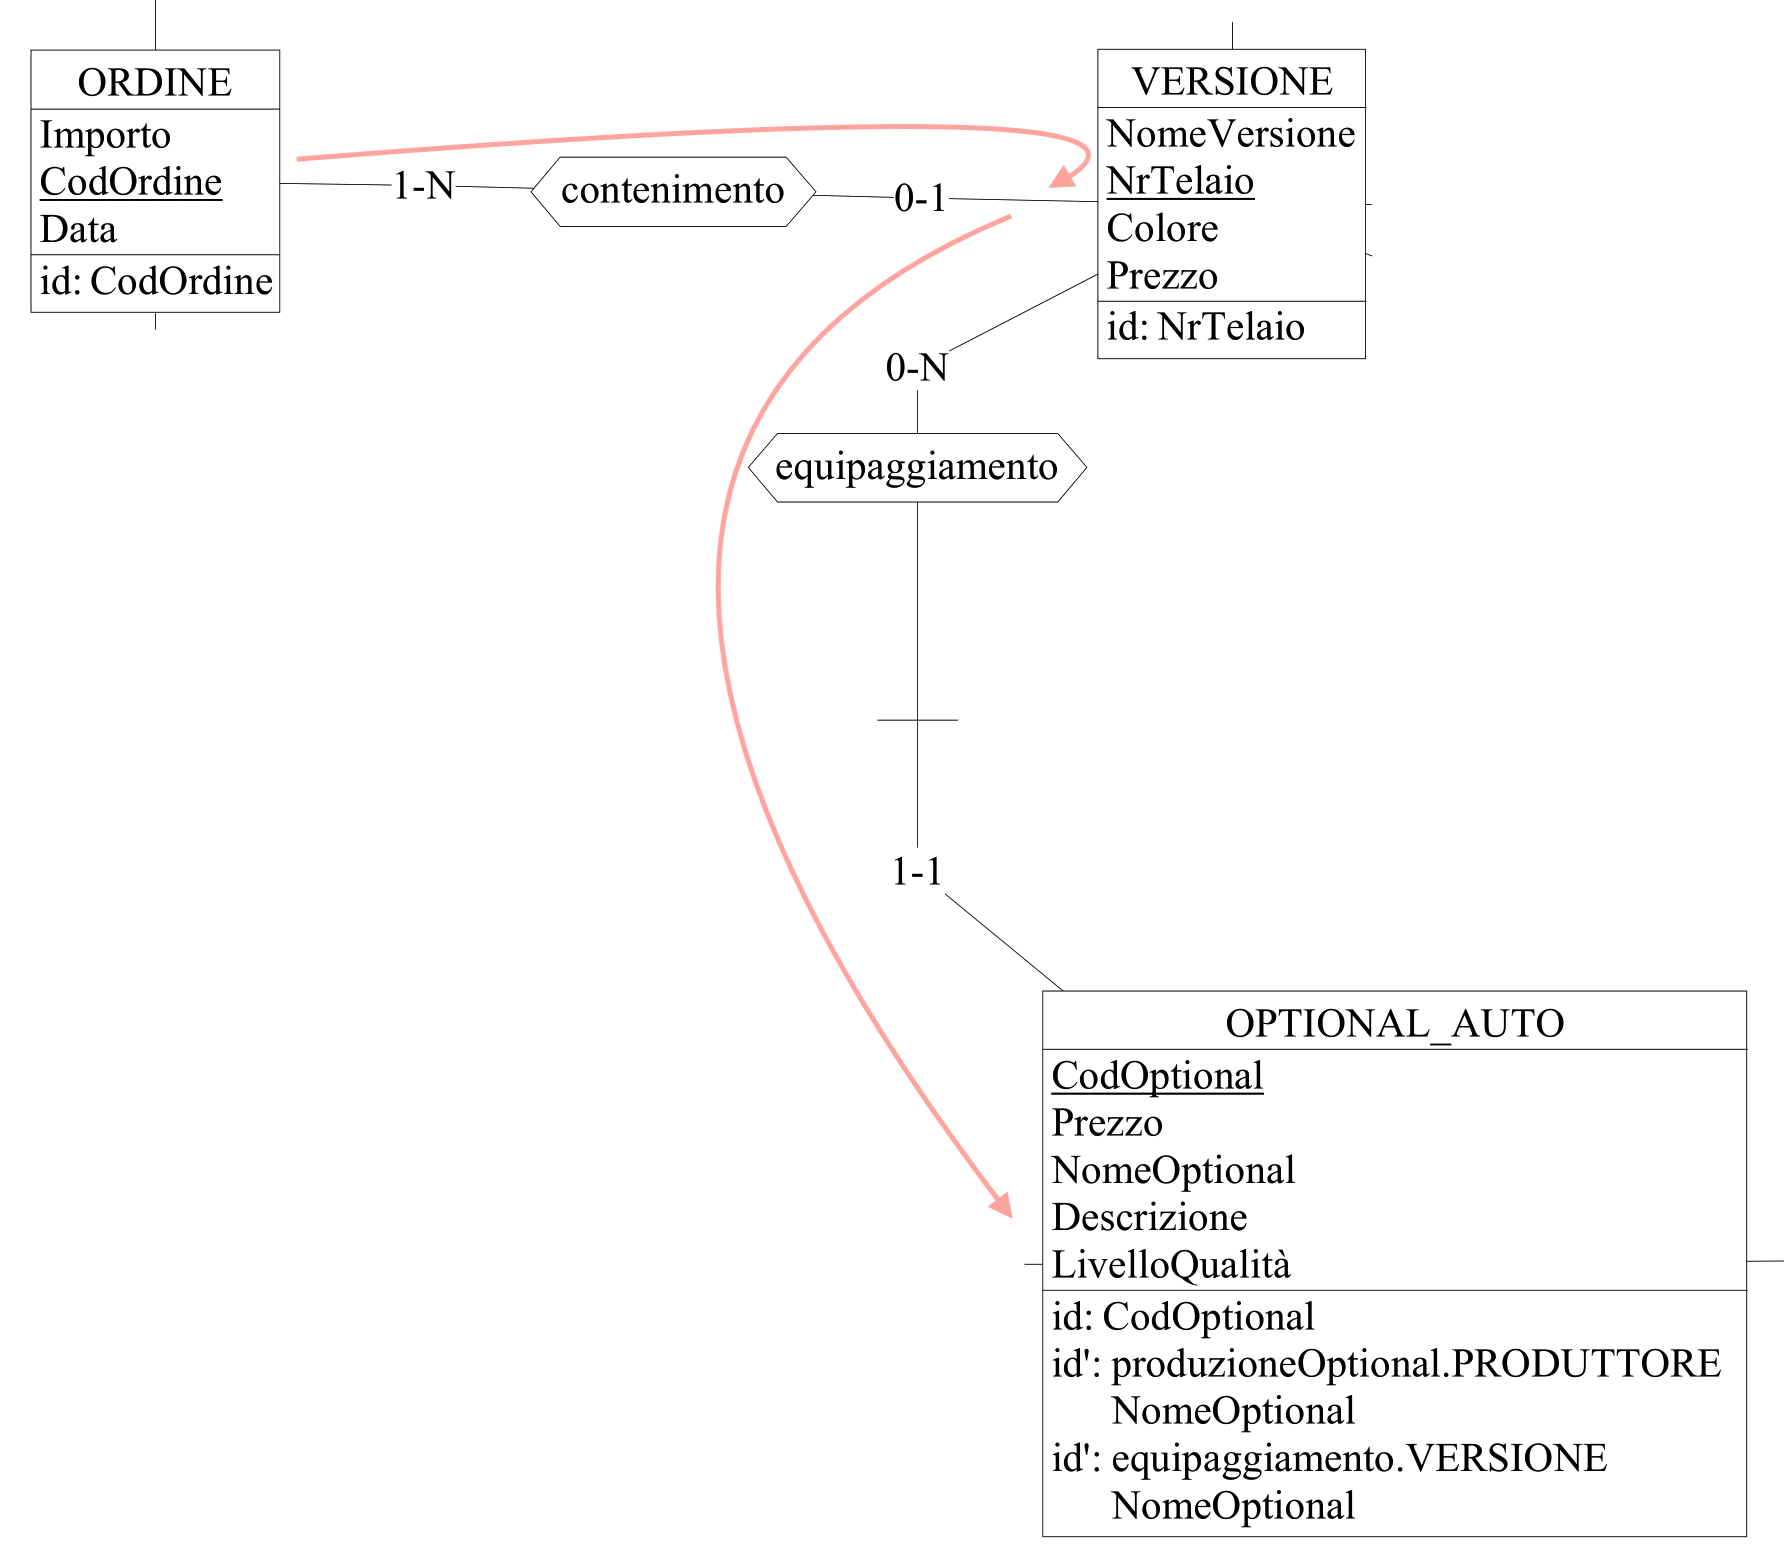 ORDINE
Importo
CodOrdine
Data
id: CodOrdine
1-N
contenimento
0-1
VERSIONE
NomeVersione
NrTelaio
Colore
Prezzo
id: NrTelaio
0-N
equipaggiamento
1-1
OPTIONAL_AUTO
CodOptional
Prezzo
NomeOptional
Descrizione
LivelloQualità
id: CodOptional
id': produzioneOptional.PRODUTTORE
NomeOptional
id': equipaggiamento.VERSIONE
NomeOptional